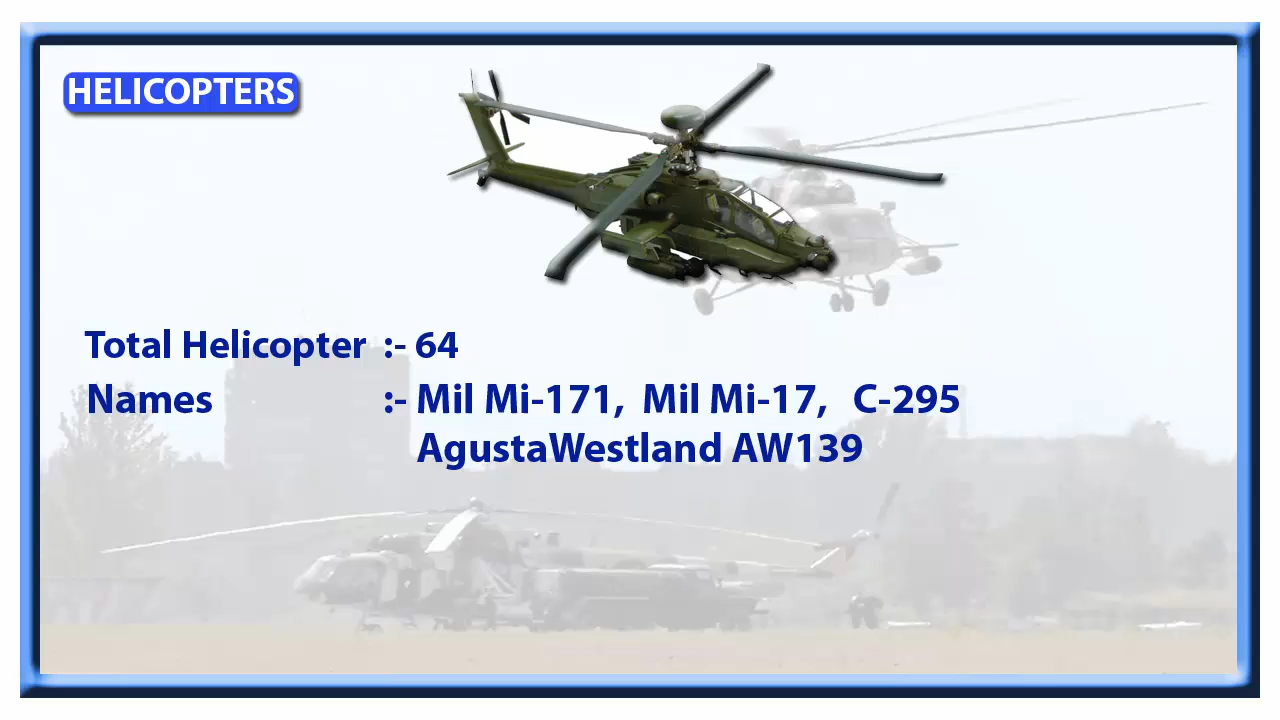 HELICOPTERS
Total Helicopter :- 64
Names :- Mil Mi-171, Mil Mi-17, C-295
AgustaWestland AW139